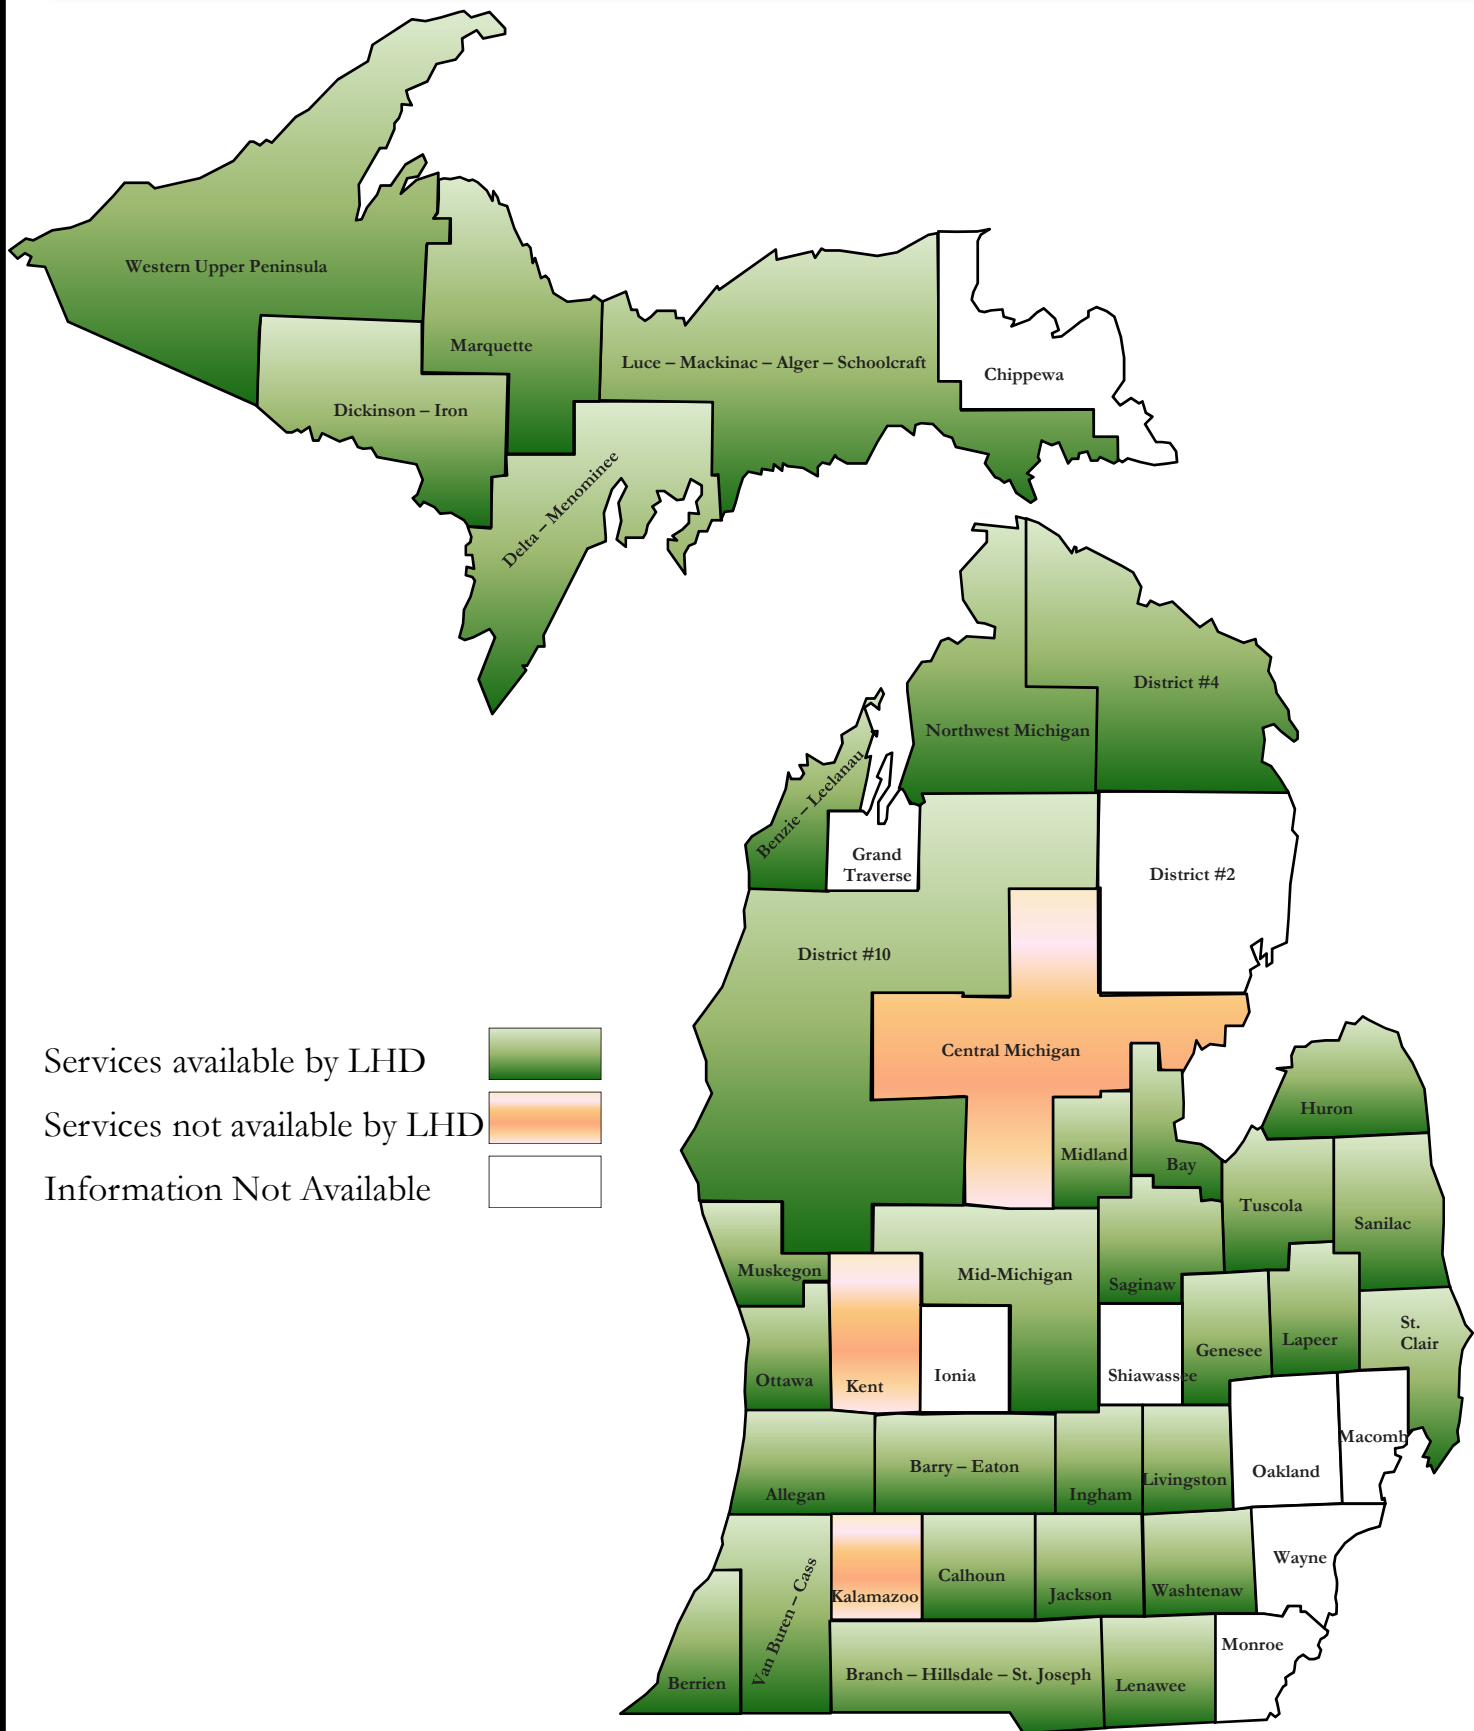 Western Upper Peninsula
Marquette
Luce – Mackinac – Alger – Schoolcraft
Chippewa
Dickinson – Iron
Delta – Menominee
District #4
Northwest Michigan
Benzie – Leelanau
Grand
Traverse
District #2
District #10
Central Michigan
Services available by LHD
Services not available by LHD
Information Not Available
Huron
Midland
Bay
Tuscola
Sanilac
Muskegon
Mid-Michigan
Saginaw
St.
Clair
Lapeer
Genesee
Shiawassee
Ionia
Kent
Ottawa
Macomb
Oakland
Livingston
Ingham
Barry – Eaton
Allegan
Wayne
Washtenaw
Jackson
Calhoun
Kalamazoo
Van Buren – Cass
Berrien
Branch – Hillsdale – St. Joseph
Lenawee
Monroe